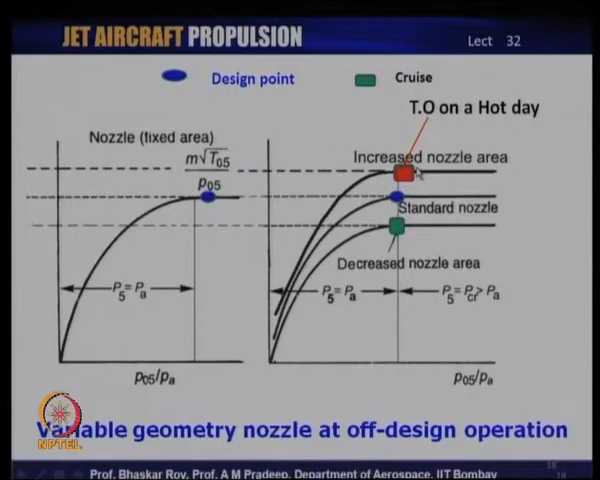 JET AIRCRAFT PROPULSION
Lect 32
Design point
Cruise
T.O on a Hot day
Nozzle (fixed area)
m√T05
p05
Increased nozzle area
Standard nozzle
Decreased nozzle area
P5 = Pa
P5 = Pa
P5 = Pcr > Pa
p05/pa
p05/pa
Variable geometry nozzle at off-design operation
NPTEL
Prof. Bhaskar Roy, Prof. A M Pradeep, Department of Aerospace, IIT Bombay
18
18